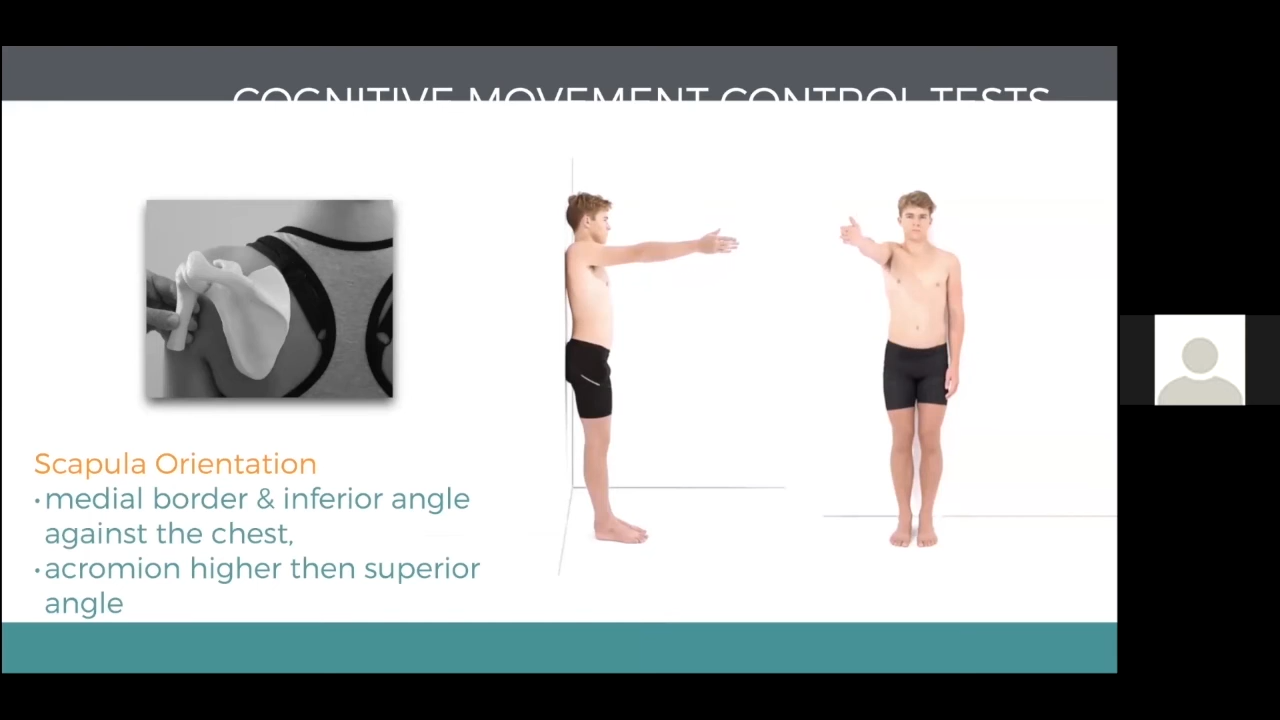 COGNITIVE MOVEMENT CONTROL TESTS
Scapula Orientation
•medial border & inferior angle
against the chest,
•acromion higher then superior
angle